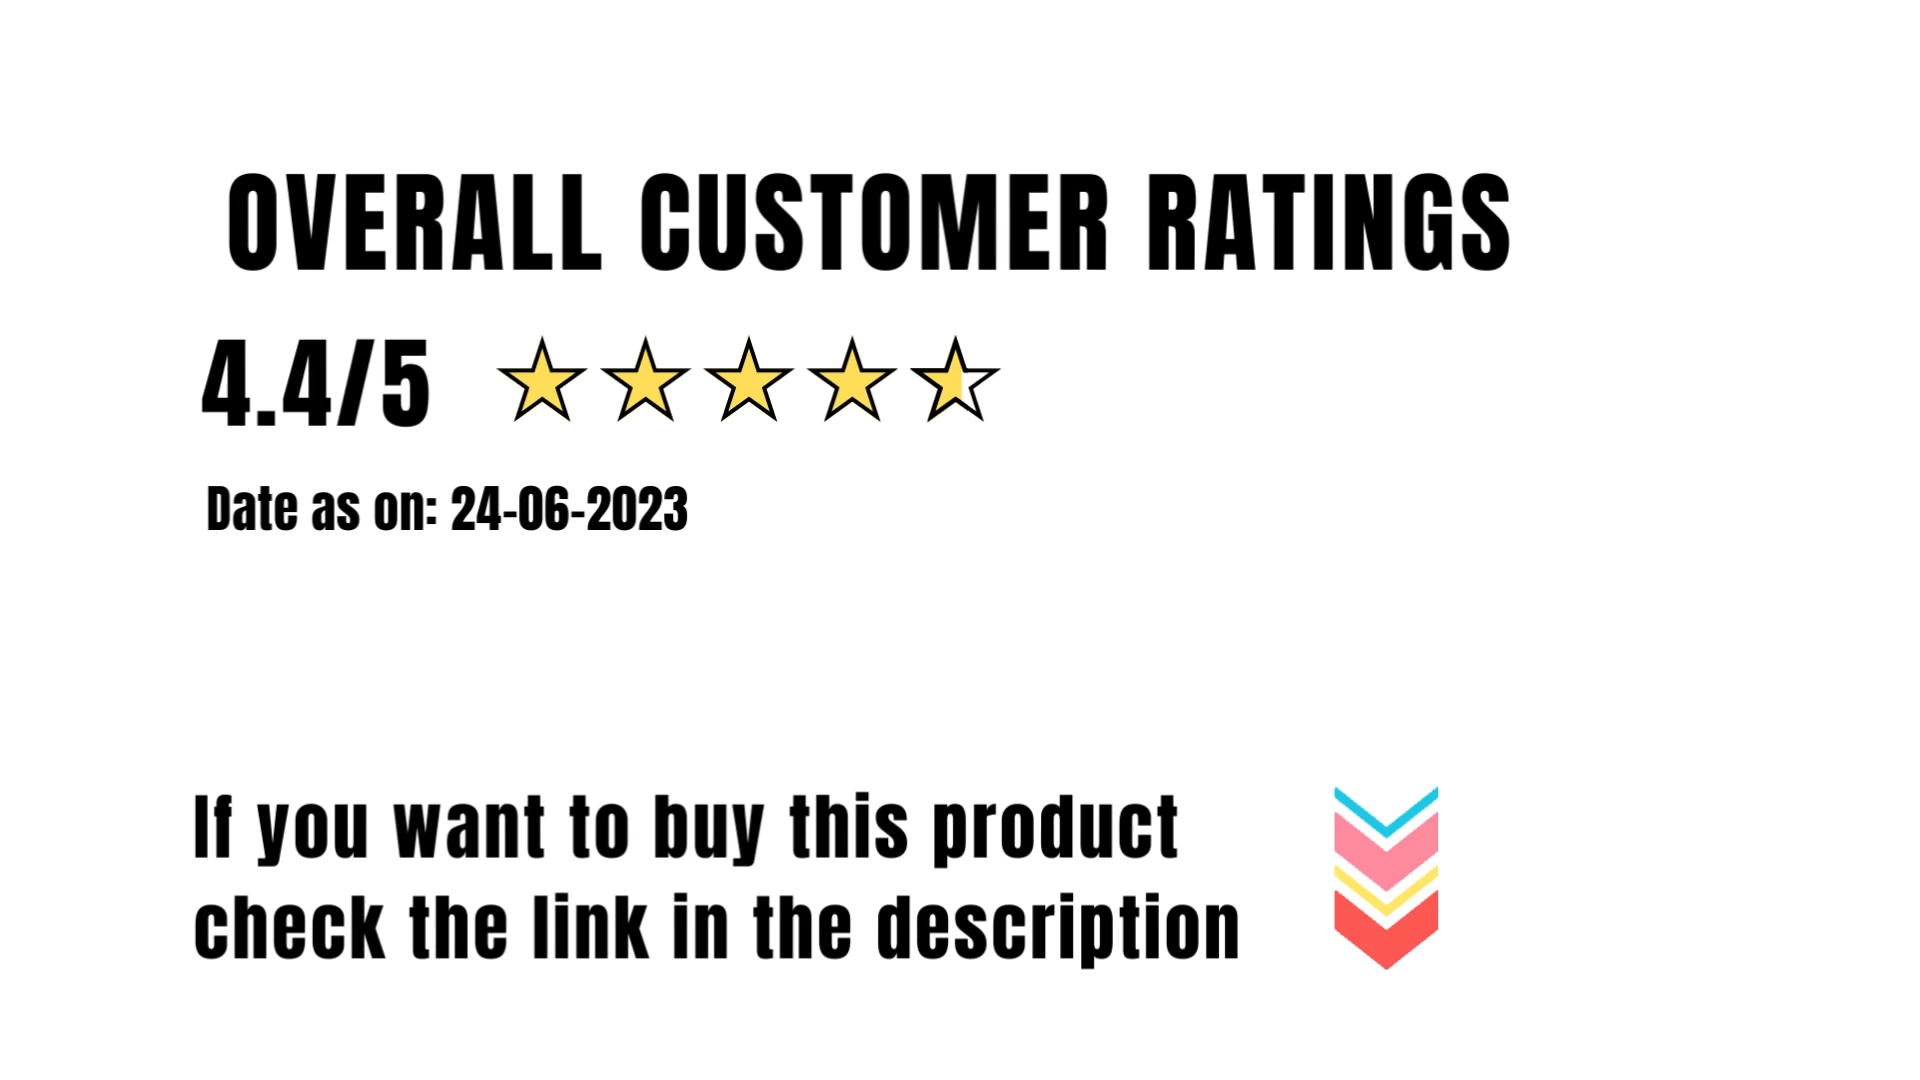 OVERALL CUSTOMER RATINGS
4.4/5
Date as on: 24-06-2023
If you want to buy this product
check the link in the description